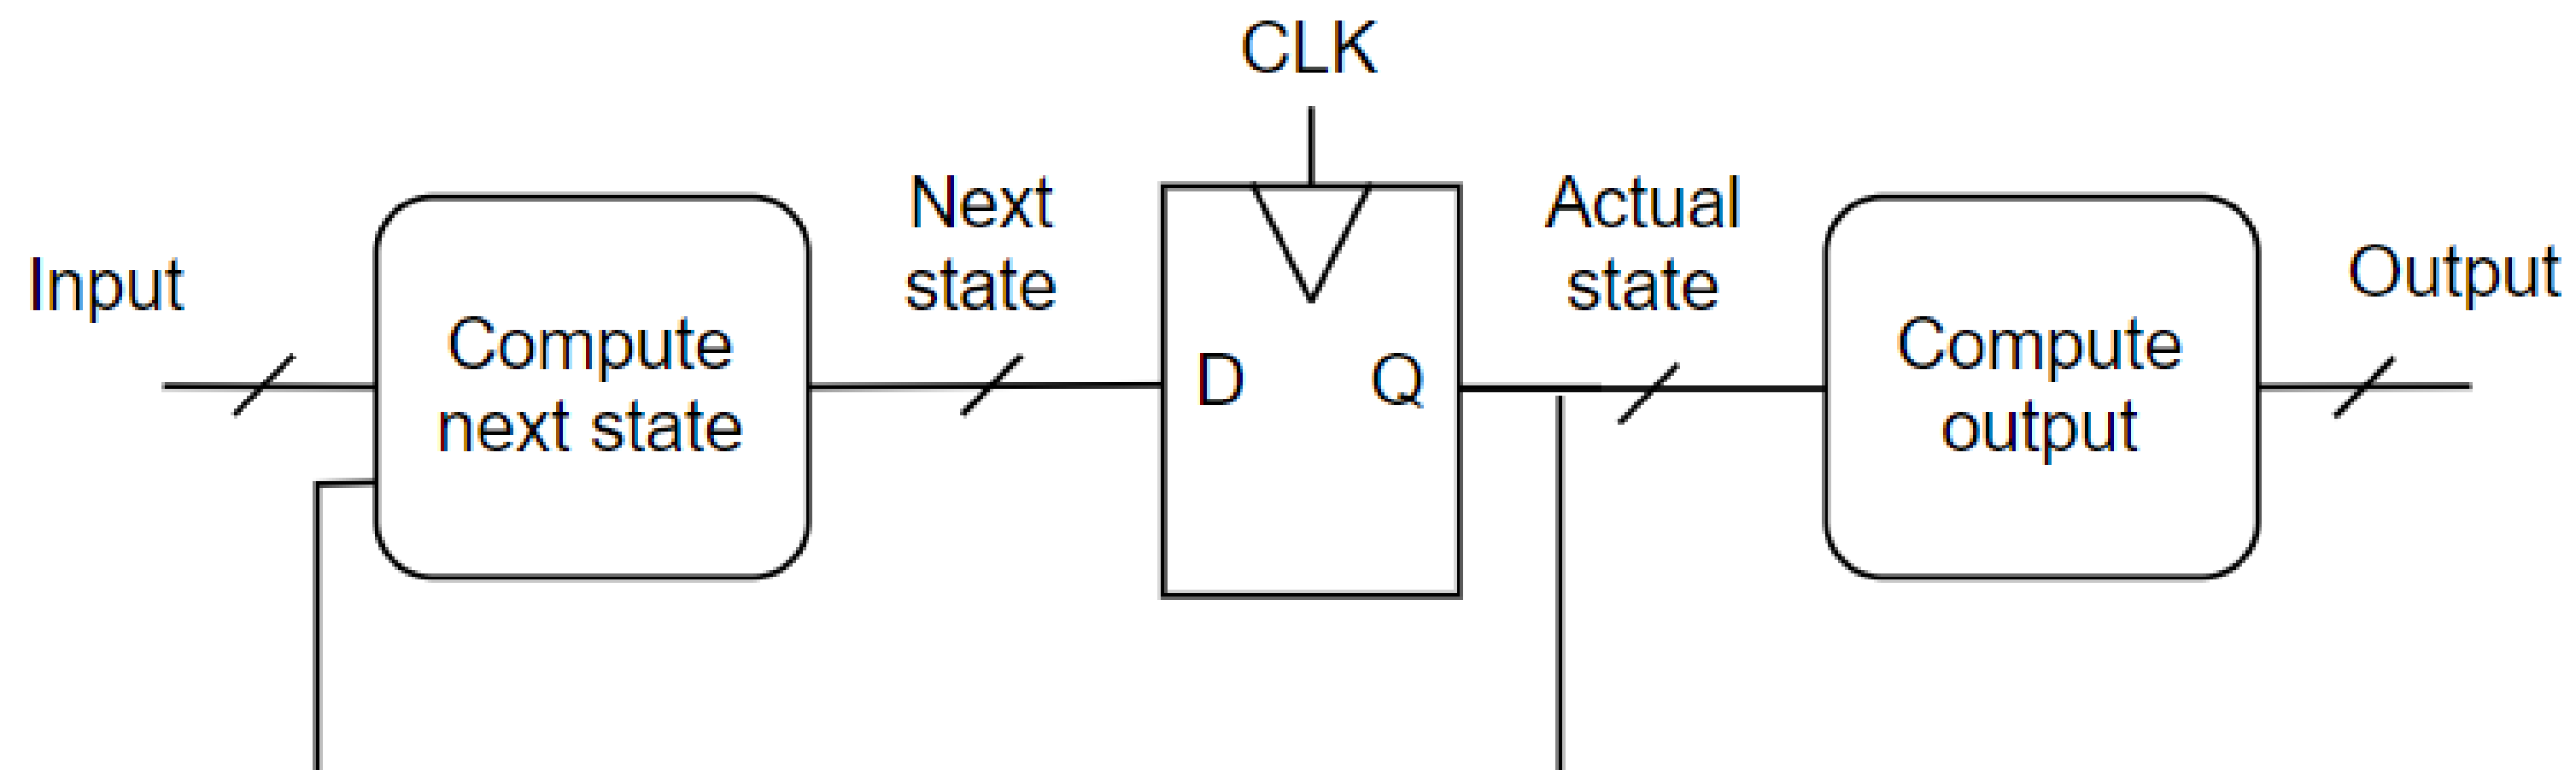 CLK
Input
Compute
next state
Next
state
D
Q
Actual
state
Compute
output
Output